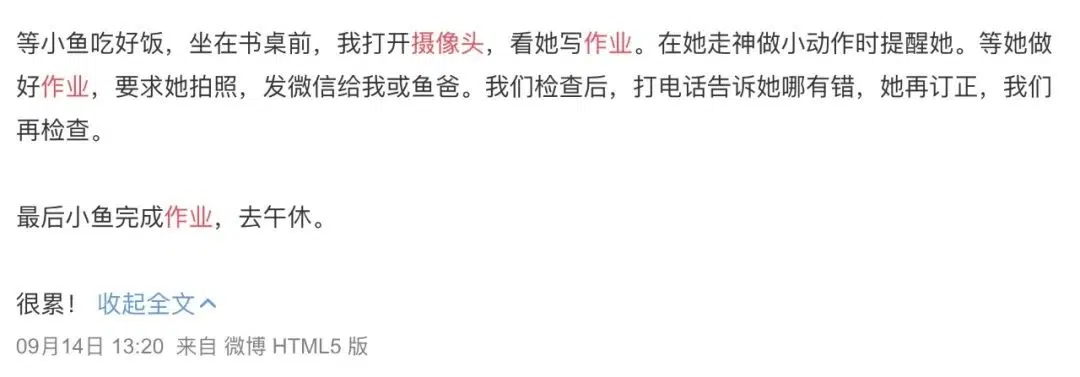 等小鱼吃好饭，坐在书桌前，我打开摄像头，看她写作业。在她走神做小动作时提醒她。等她做
好作业，要求她拍照，发微信给我或鱼爸。我们检查后，打电话告诉她哪有错，她再订正，我们
再检查。
最后小鱼完成作业，去午休。
很累！ 收起全文
09月14日 13:20 来自 微博 HTML5 版